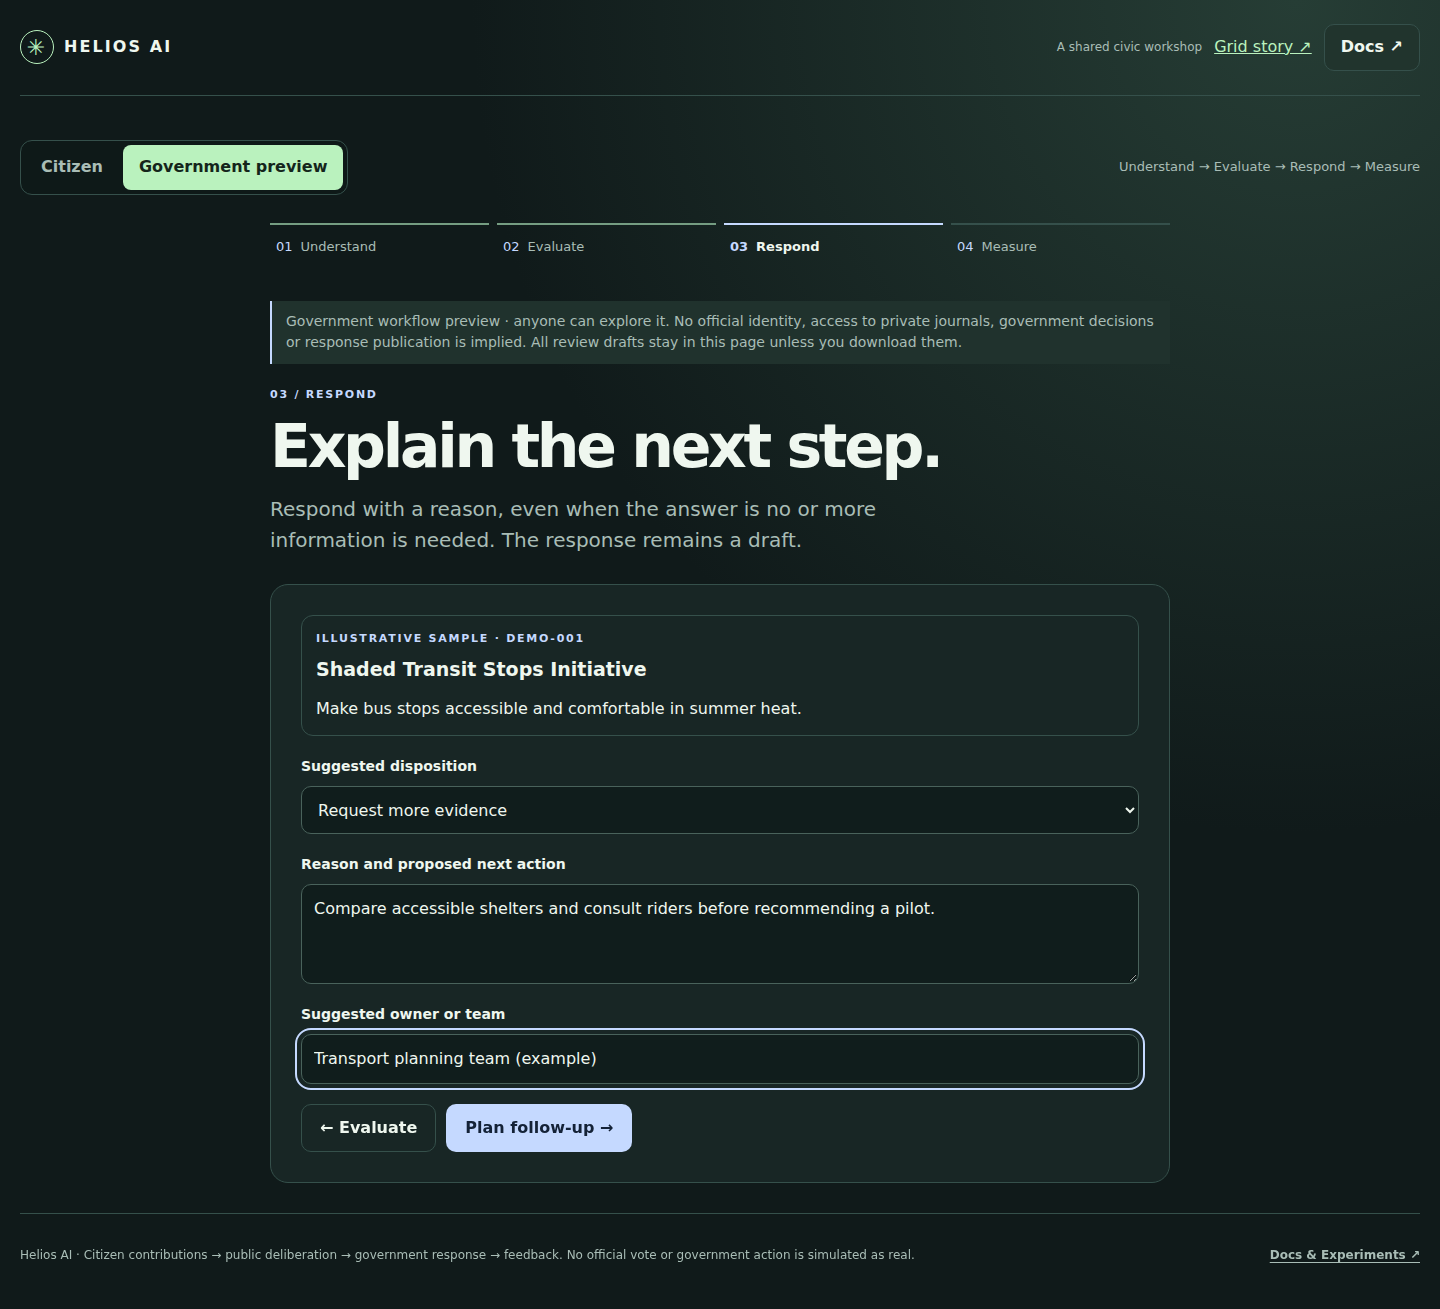 HELIOS AI
A shared civic workshop
Grid story ↗
Docs ↗
Citizen
Government preview
Understand → Evaluate → Respond → Measure
01 Understand
02 Evaluate
03 Respond
04 Measure
Government workflow preview · anyone can explore it. No official identity, access to private journals, government decisions
or response publication is implied. All review drafts stay in this page unless you download them.
03 / RESPOND
Explain the next step.
Respond with a reason, even when the answer is no or more
information is needed. The response remains a draft.
ILLUSTRATIVE SAMPLE · DEMO-001
Shaded Transit Stops Initiative
Make bus stops accessible and comfortable in summer heat.
Suggested disposition
Request more evidence
Reason and proposed next action
Compare accessible shelters and consult riders before recommending a pilot.
Suggested owner or team
Transport planning team (example)
← Evaluate
Plan follow-up →
Helios AI · Citizen contributions → public deliberation → government response → feedback. No official vote or government action is simulated as real.
Docs & Experiments ↗